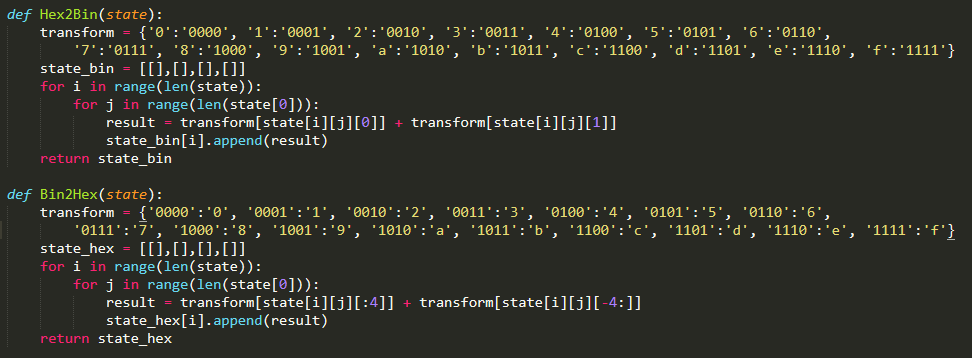 def Hex2Bin(state):
    transform = {'0':'0000', '1':'0001', '2':'0010', '3':'0011', '4':'0100', '5':'0101', '6':'0110',
        '7':'0111', '8':'1000', '9':'1001', 'a':'1010', 'b':'1011', 'c':'1100', 'd':'1101', 'e':'1110', 'f':'1111'}
    state_bin = [[],[],[],[]]
    for i in range(len(state)):
        for j in range(len(state[0])):
            result = transform[state[i][j][0]] + transform[state[i][j][1]]
            state_bin[i].append(result)
    return state_bin

def Bin2Hex(state):
    transform = {'0000':'0', '0001':'1', '0010':'2', '0011':'3', '0100':'4', '0101':'5', '0110':'6',
        '0111':'7', '1000':'8', '1001':'9', '1010':'a', '1011':'b', '1100':'c', '1101':'d', '1110':'e', '1111':'f'}
    state_hex = [[],[],[],[]]
    for i in range(len(state)):
        for j in range(len(state[0])):
            result = transform[state[i][j][:4]] + transform[state[i][j][-4:]]
            state_hex[i].append(result)
    return state_hex